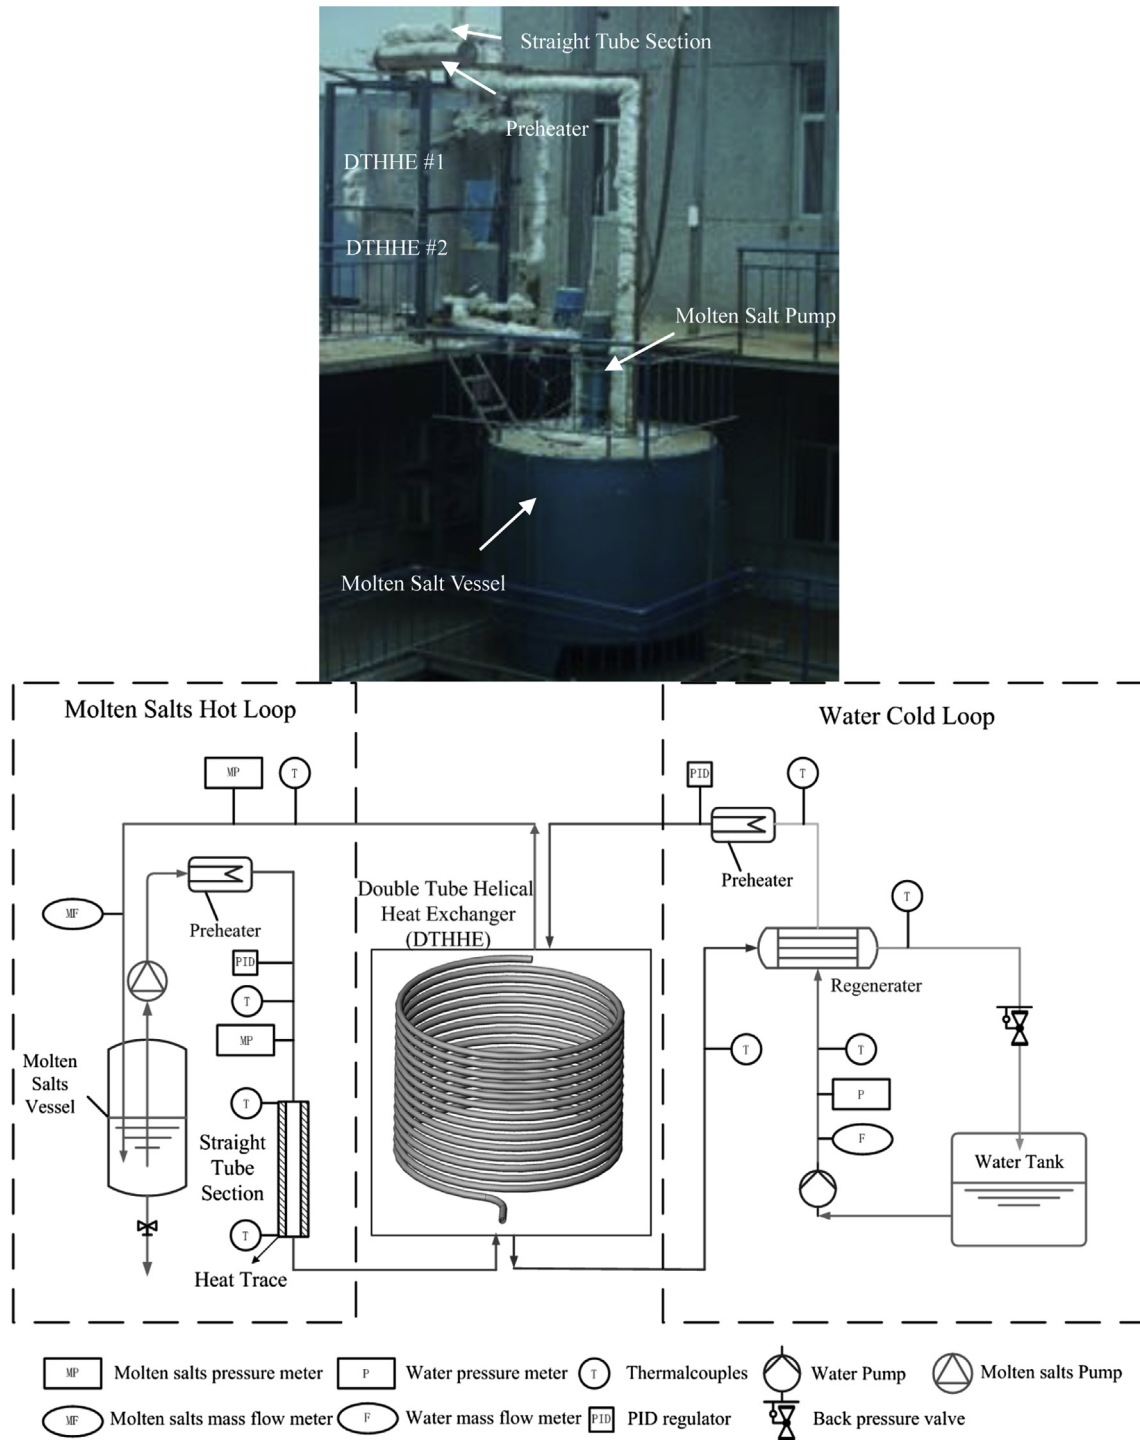 Straight Tube Section
Preheater
DTHHE #1
DTHHE #2
Molten Salt Pump
Molten Salt Vessel
Molten Salts Hot Loop
Water Cold Loop
MP
T
PID
T
Preheater
Preheater
MF
Double Tube Helical
Heat Exchanger
(DTHHE)
T
PID
T
MP
Regenerater
Molten
Salts
Vessel
T
T
P
F
T
Straight
Tube
Section
Water Tank
T
Heat Trace
MP
Molten salts pressure meter
P
Water pressure meter
T
Thermalcouples
Water Pump
Molten salts Pump
MF
Molten salts mass flow meter
F
Water mass flow meter
PID
PID regulator
Back pressure valve